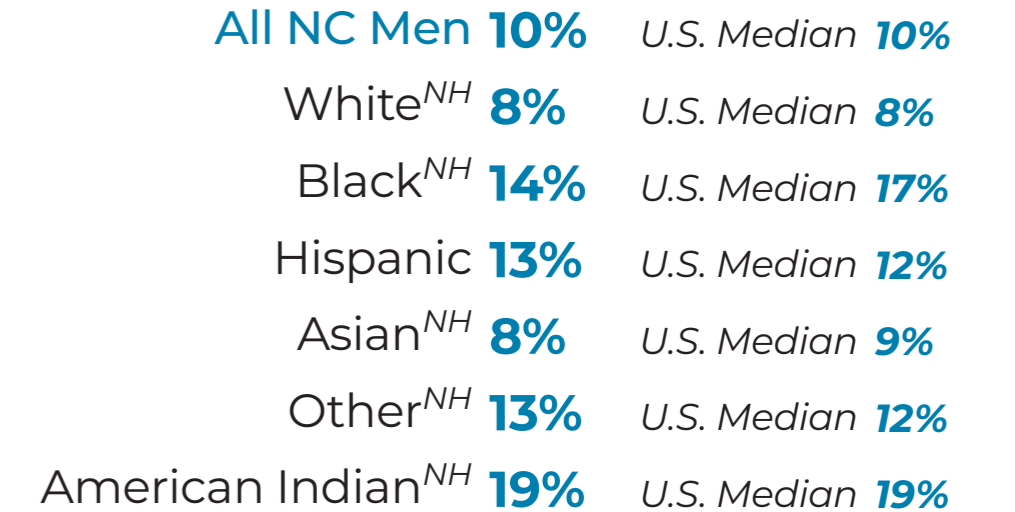 All NC Men 10% U.S. Median 10%
White NH 8% U.S. Median 8%
Black NH 14% U.S. Median 17%
Hispanic 13% U.S. Median 12%
Asian NH 8% U.S. Median 9%
Other NH 13% U.S. Median 12%
American Indian NH 19% U.S. Median 19%